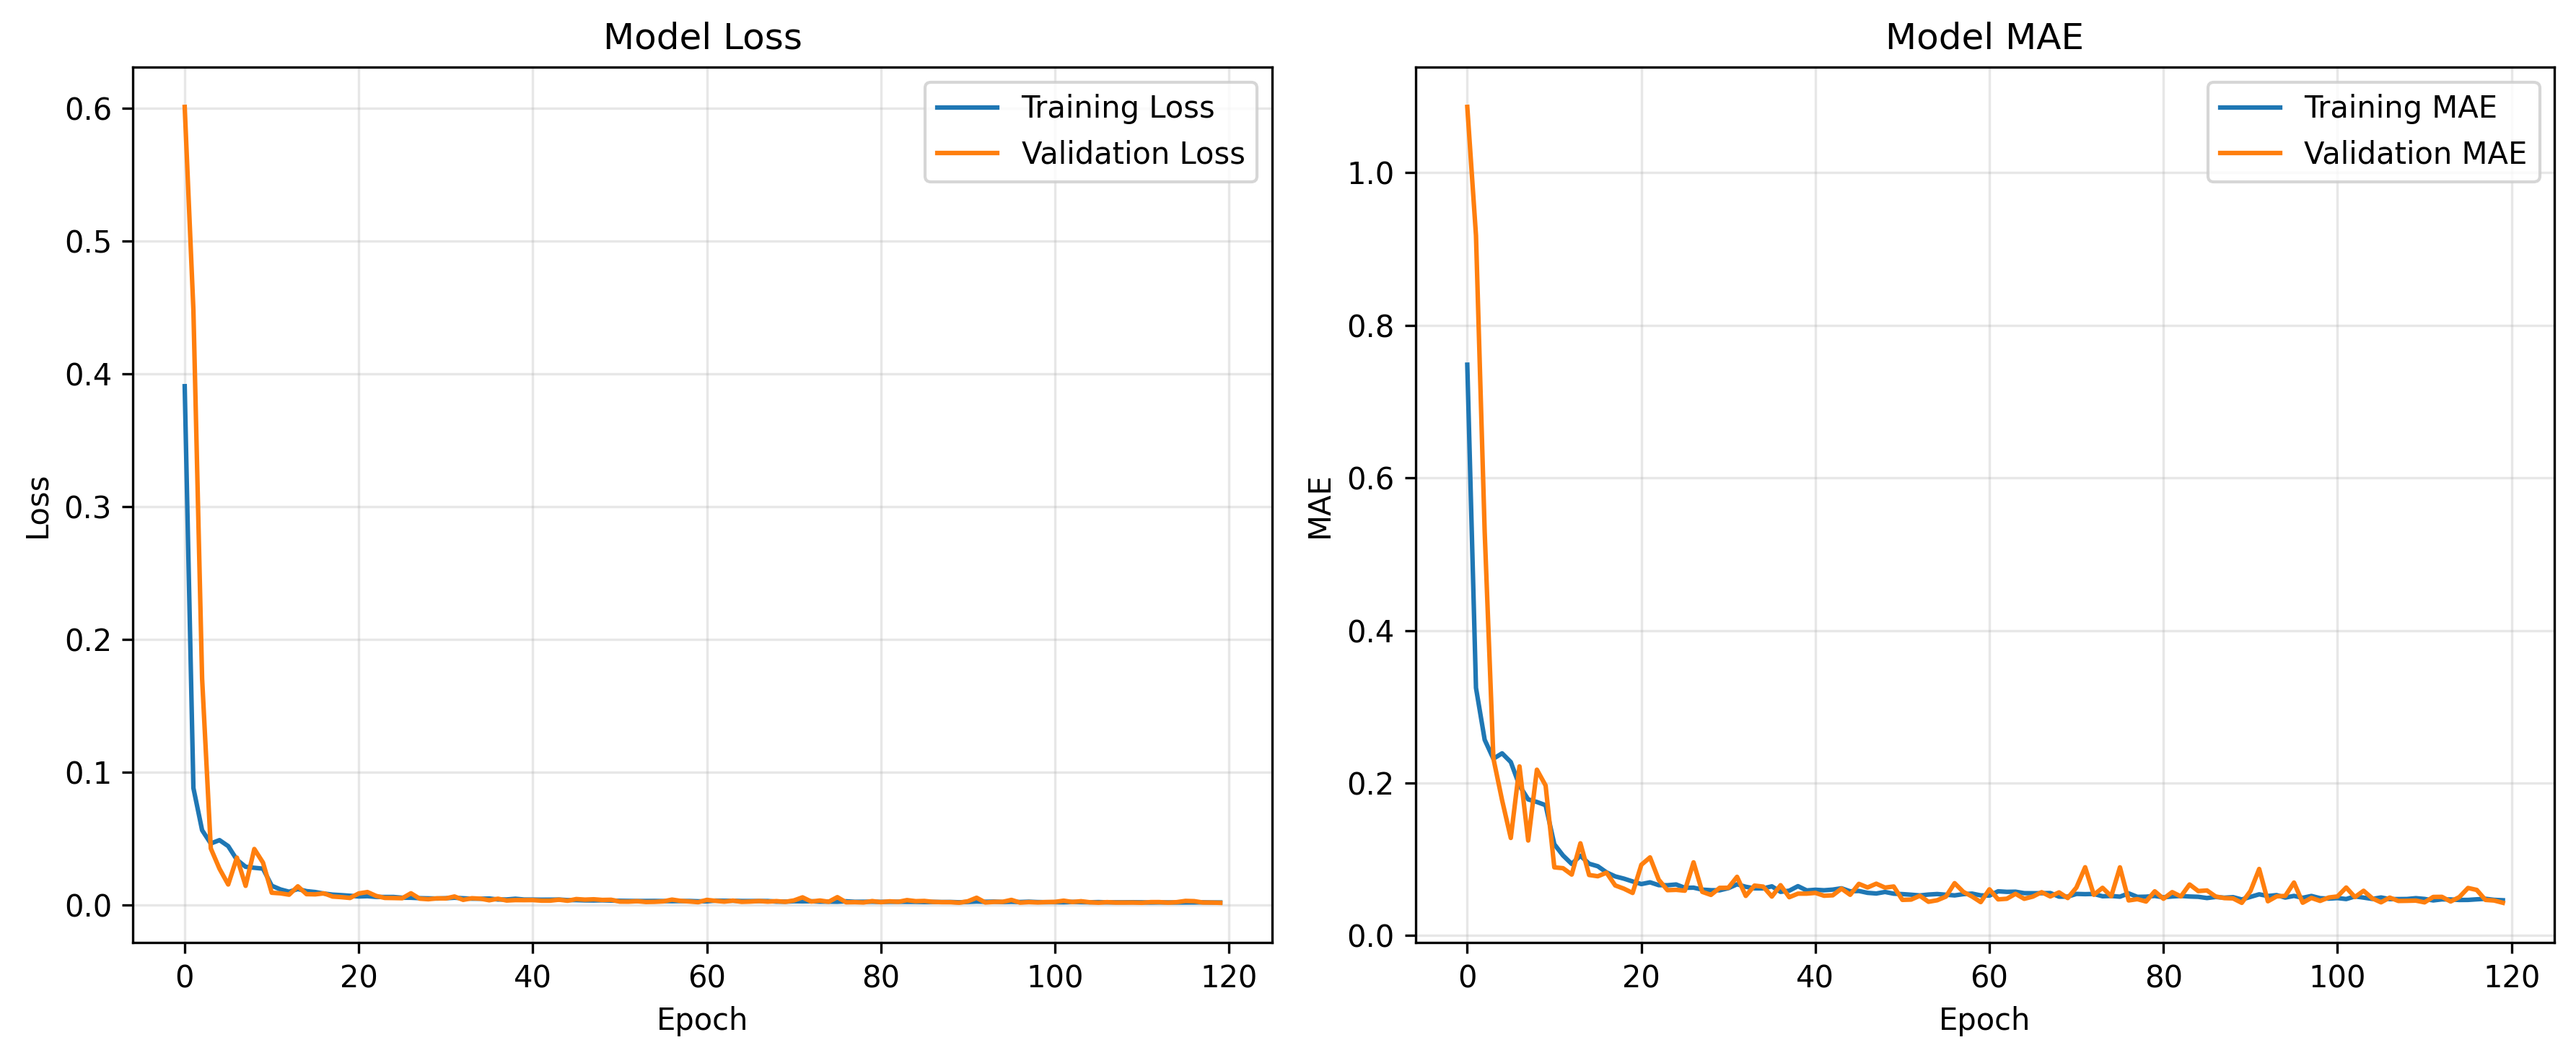 Model Loss
Training Loss
Validation Loss
Loss
0.6
0.5
0.4
0.3
0.2
0.1
0.0
0 20 40 60 80 100 120
Epoch
Model MAE
Training MAE
Validation MAE
MAE
1.0
0.8
0.6
0.4
0.2
0.0
0 20 40 60 80 100 120
Epoch